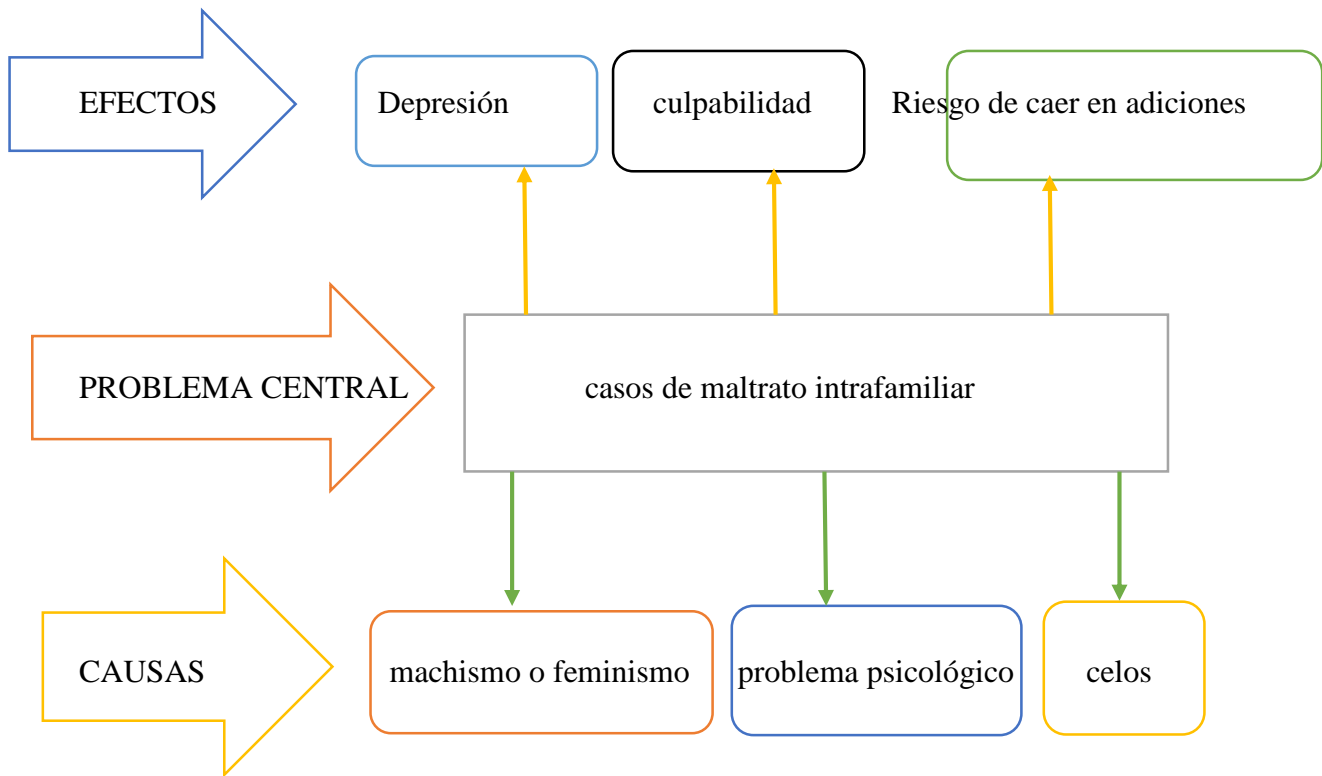 EFECTOS
Depresión
culpabilidad
Riesgo de caer en adiciones
PROBLEMA CENTRAL
casos de maltrato intrafamiliar
CAUSAS
machismo o feminismo
problema psicológico
celos